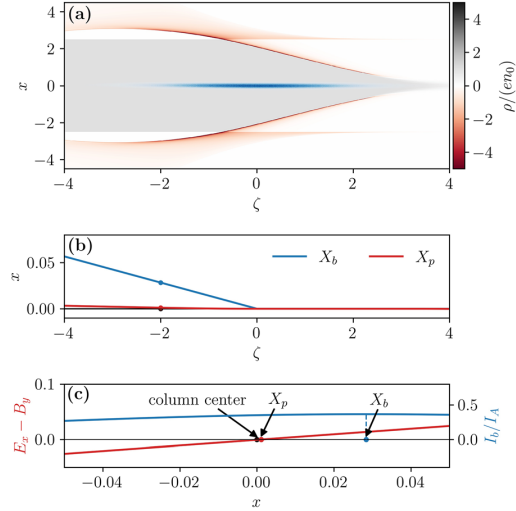 (a)
4
2
0
−2
−4
x
−4
−2
0
2
4
ζ
4
2
0
−2
−4
ρ/(en₀)
(b)
0.05
0.00
x
X_b
X_p
−4
−2
0
2
4
ζ
(c)
0.1
0.0
E_x − B_y
column center
X_p
X_b
0.5
0.0
I_b/I_A
−0.04
−0.02
0.00
0.02
0.04
x